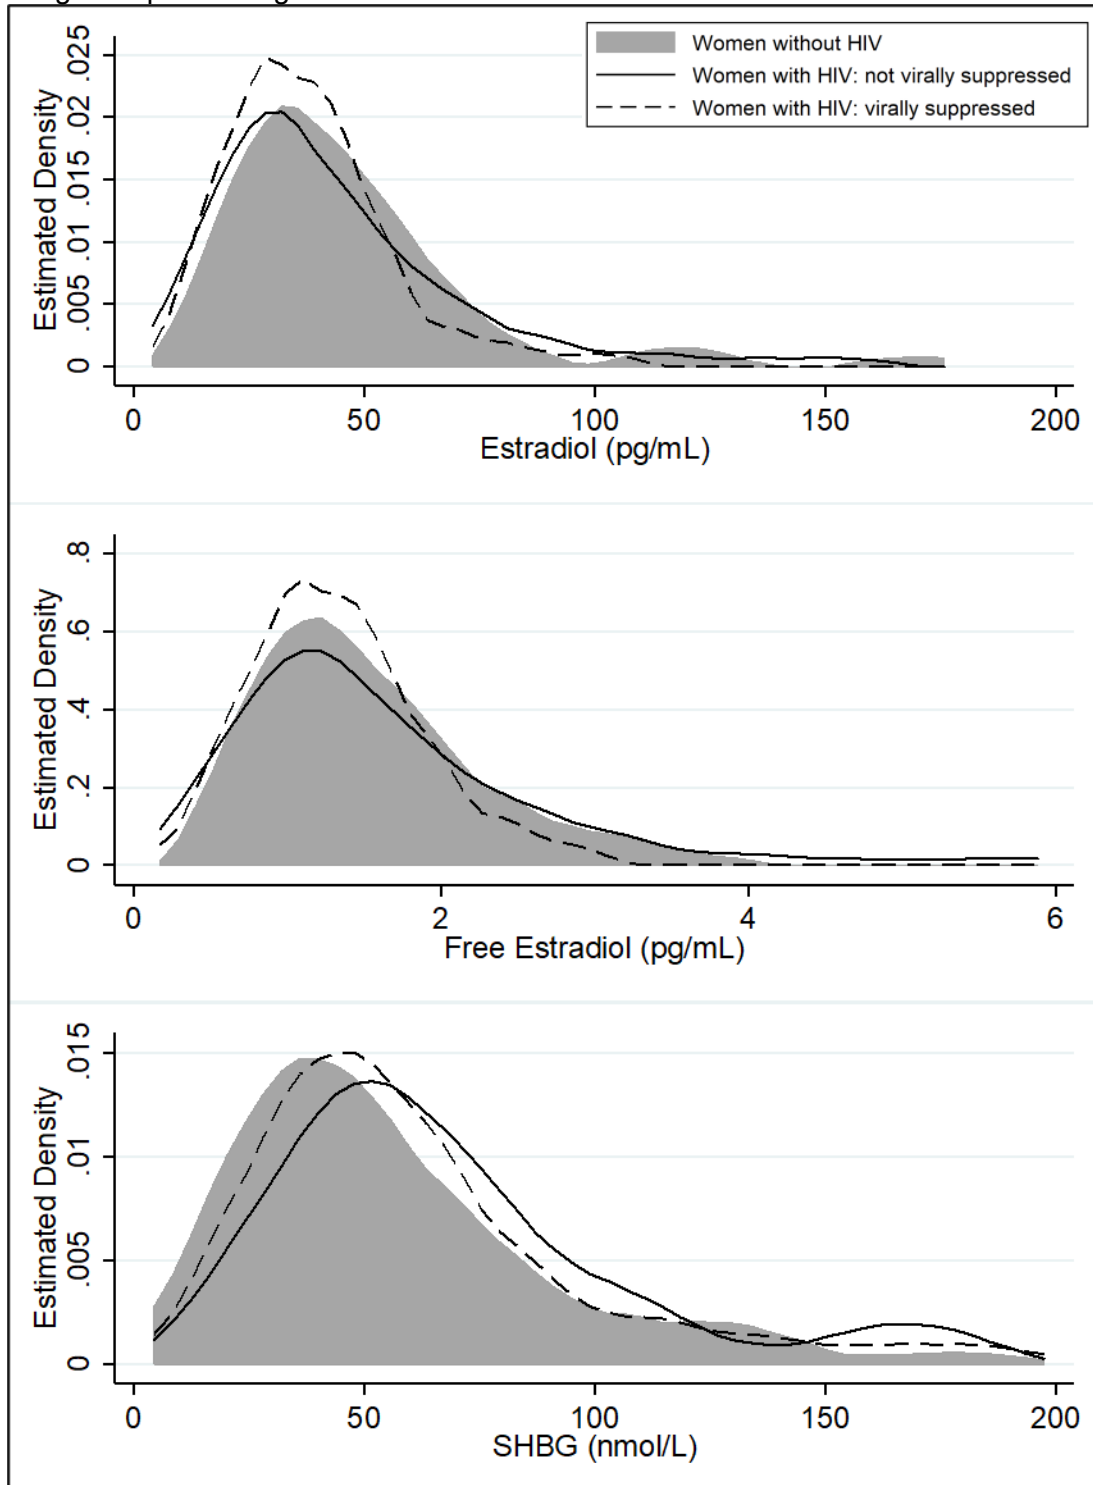 Women without HIV
Women with HIV: not virally suppressed
Women with HIV: virally suppressed
Estimated Density
0 .005 .01 .015 .02 .025
0 50 100 150 200
Estradiol (pg/mL)
Estimated Density
0 .2 .4 .6 .8
0 2 4 6
Free Estradiol (pg/mL)
Estimated Density
0 .005 .01 .015
0 50 100 150 200
SHBG (nmol/L)